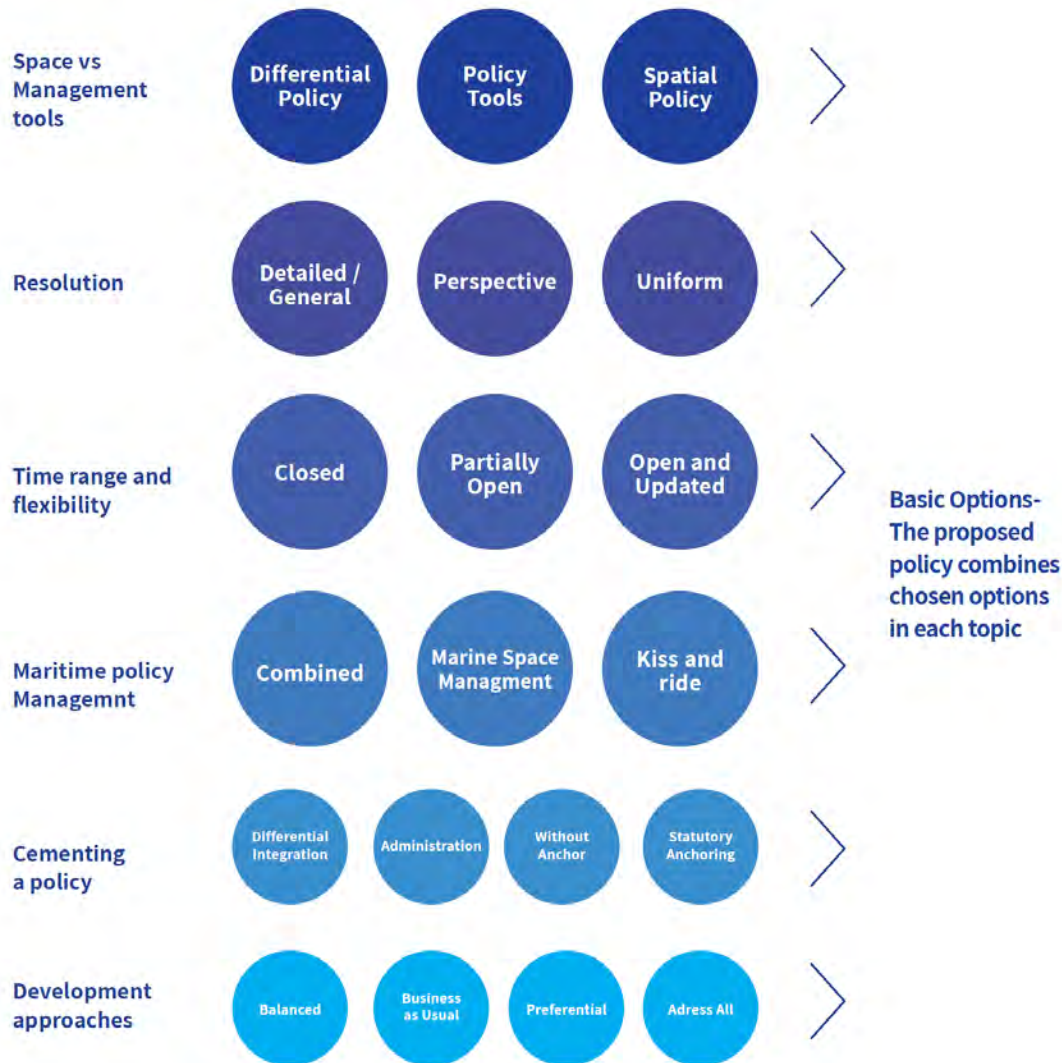 Space vs
Management
tools
Differential
Policy
Policy
Tools
Spatial
Policy
Resolution
Detailed /
General
Perspective
Uniform
Time range and
flexibility
Closed
Partially
Open
Open and
Updated
Basic Options-
The proposed
policy combines
chosen options
in each topic
Maritime policy
Managemnt
Combined
Marine Space
Managment
Kiss and
ride
Cementing
a policy
Differential
Integration
Administration
Without
Anchor
Statutory
Anchoring
Development
approaches
Balanced
Business
as Usual
Preferential
Adress All